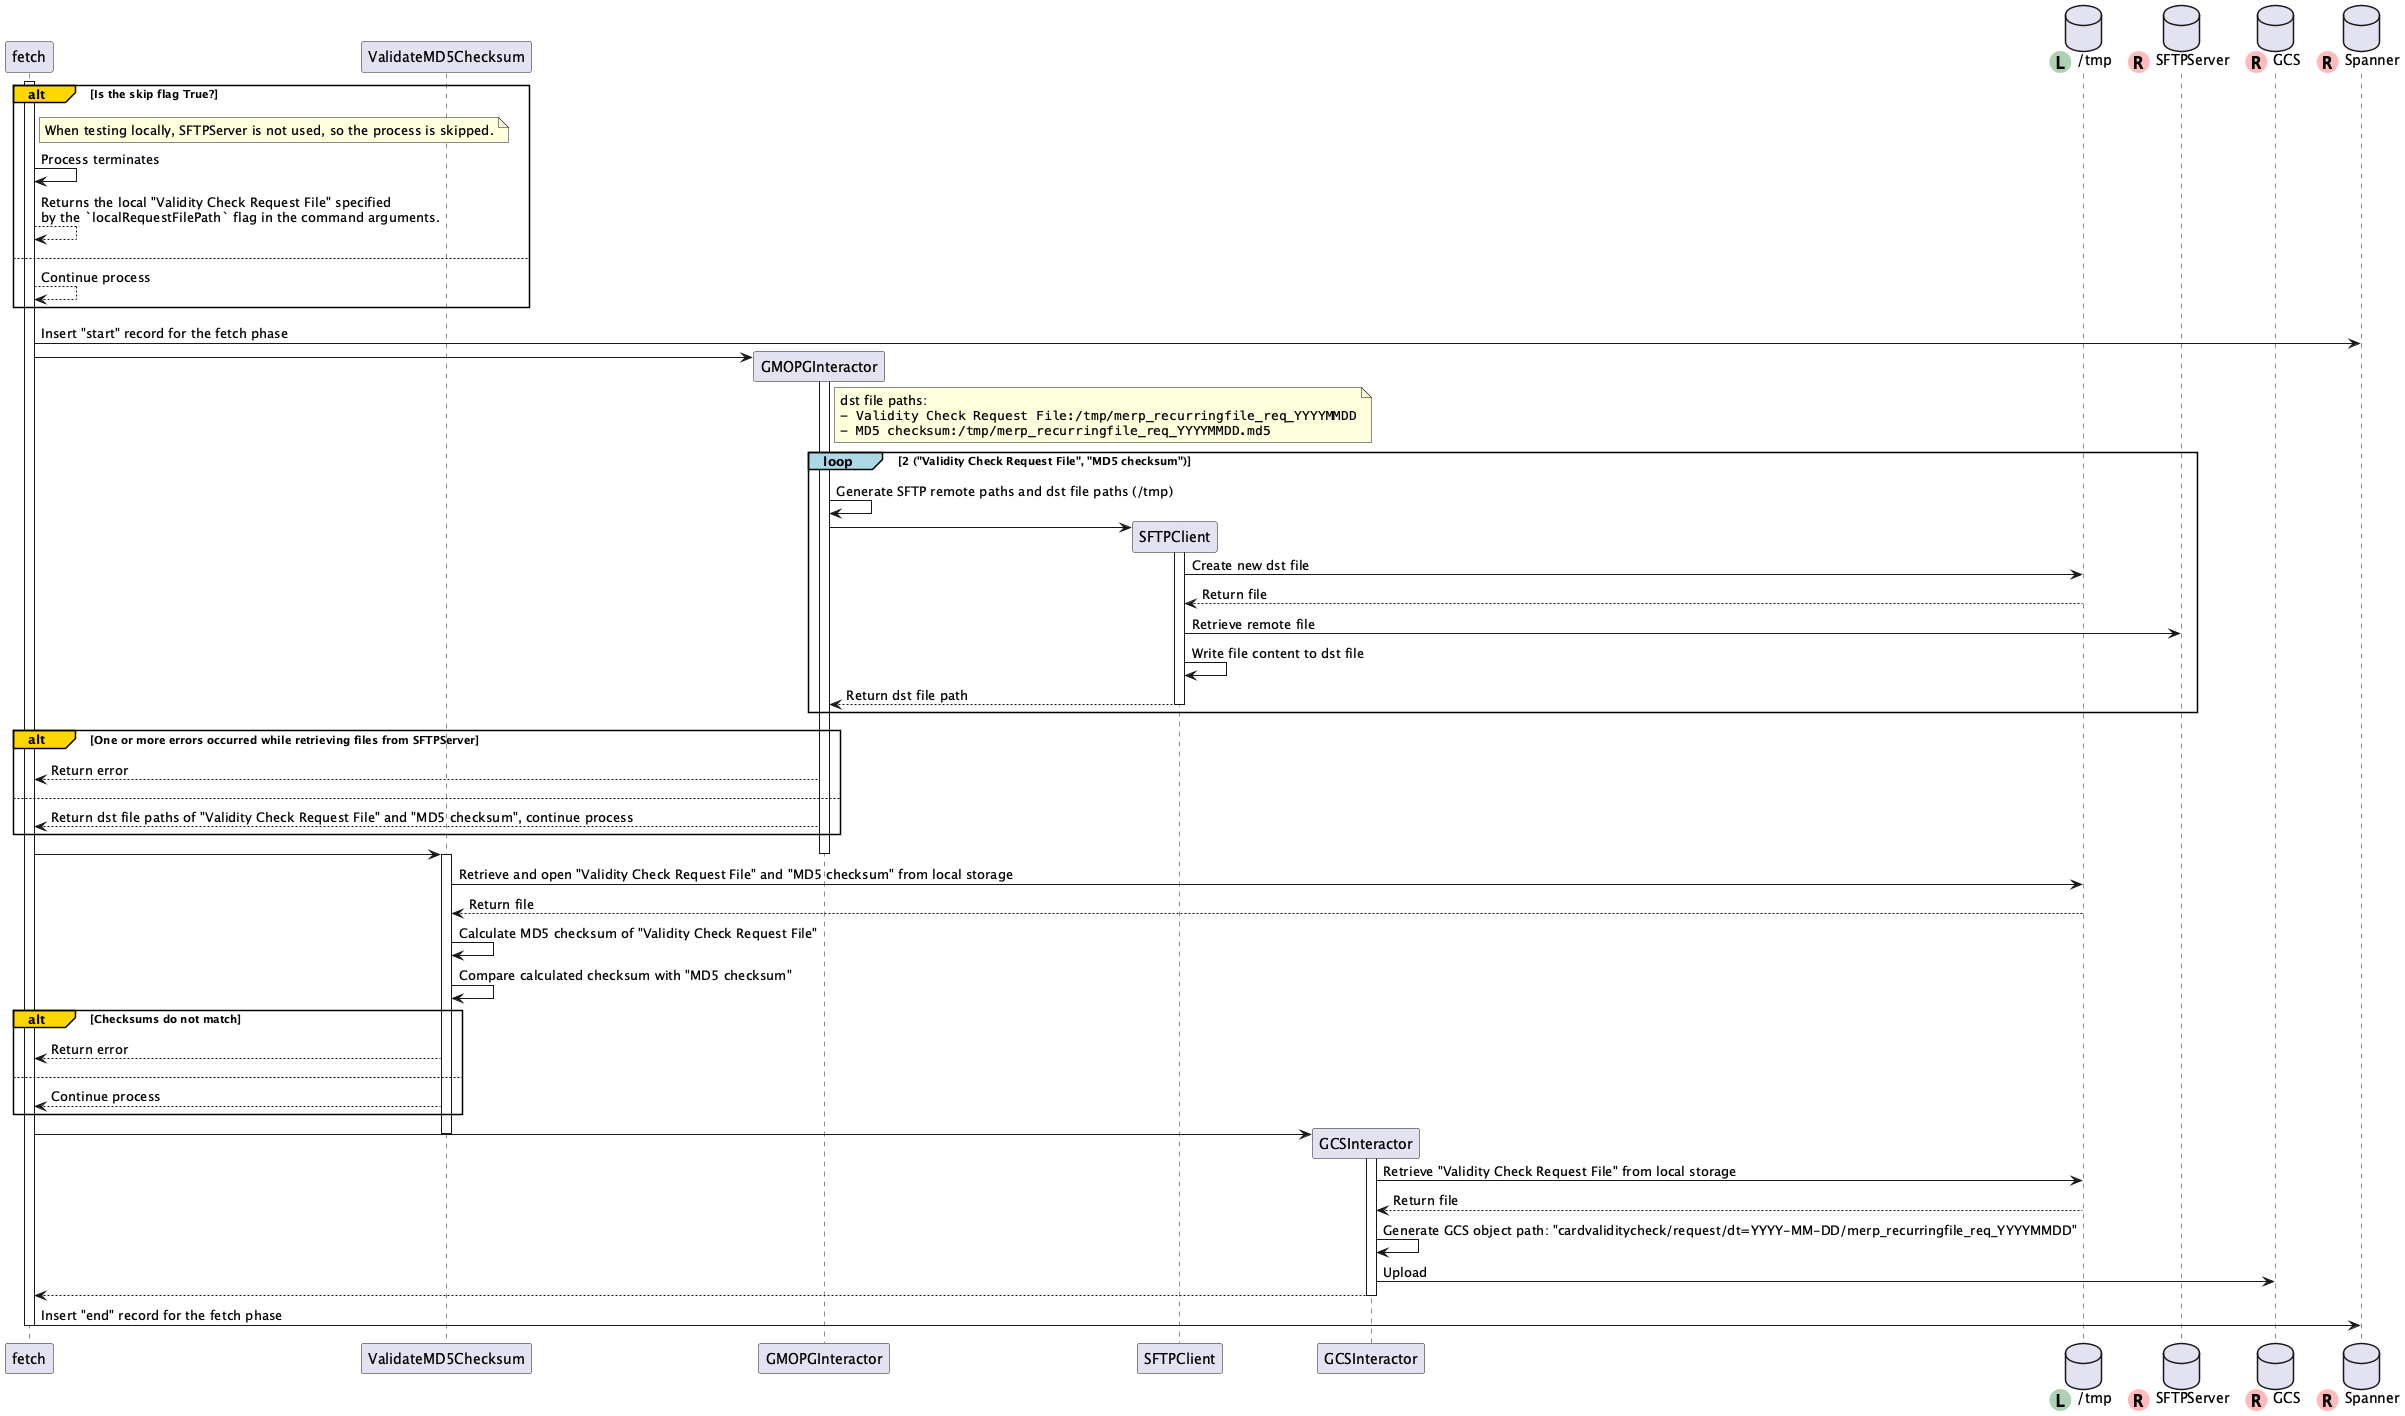 fetch
ValidateMD5Checksum
L /tmp
R SFTPServer
R GCS
R Spanner
alt [Is the skip flag True?]
When testing locally, SFTPServer is not used, so the process is skipped.
Process terminates
Returns the local "Validity Check Request File" specified
by the `localRequestFilePath` flag in the command arguments.
Continue process
Insert "start" record for the fetch phase
GMOPGInteractor
dst file paths:
– Validity Check Request File:/tmp/merp_recurringfile_req_YYYYMMDD
– MD5 checksum:/tmp/merp_recurringfile_req_YYYYMMDD.md5
loop [2 ("Validity Check Request File", "MD5 checksum")]
Generate SFTP remote paths and dst file paths (/tmp)
SFTPClient
Create new dst file
Return file
Retrieve remote file
Write file content to dst file
Return dst file path
alt [One or more errors occurred while retrieving files from SFTPServer]
Return error
Return dst file paths of "Validity Check Request File" and "MD5 checksum", continue process
Retrieve and open "Validity Check Request File" and "MD5 checksum" from local storage
Return file
Calculate MD5 checksum of "Validity Check Request File"
Compare calculated checksum with "MD5 checksum"
alt [Checksums do not match]
Return error
Continue process
GCSInteractor
Retrieve "Validity Check Request File" from local storage
Return file
Generate GCS object path: "cardvaliditycheck/request/dt=YYYY-MM-DD/merp_recurringfile_req_YYYYMMDD"
Upload
Insert "end" record for the fetch phase
fetch
ValidateMD5Checksum
GMOPGInteractor
SFTPClient
GCSInteractor
L /tmp
R SFTPServer
R GCS
R Spanner